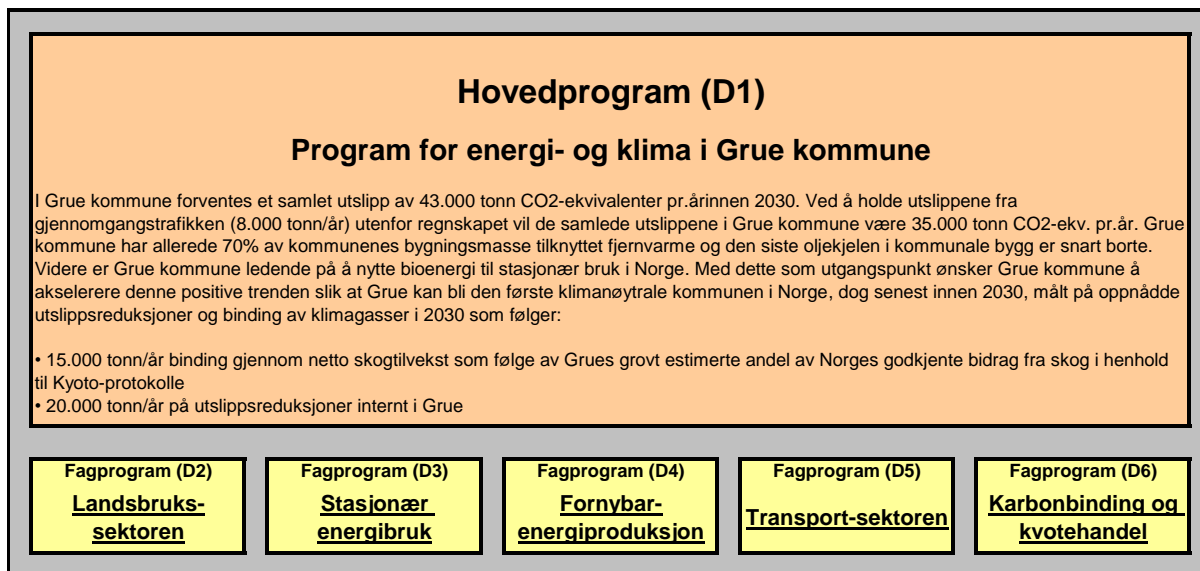 Hovedprogram (D1)
Program for energi- og klima i Grue kommune
I Grue kommune forventes et samlet utslipp av 43.000 tonn CO2-ekvivalenter pr.årinnen 2030. Ved å holde utslippene fra
gjennomgangstrafikken (8.000 tonn/år) utenfor regnskapet vil de samlede utslippene i Grue kommune være 35.000 tonn CO2-ekv. pr.år. Grue
kommune har allerede 70% av kommunenes bygningsmasse tilknyttet fjernvarme og den siste oljekjelen i kommunale bygg er snart borte.
Videre er Grue kommune ledende på å nytte bioenergi til stasjonær bruk i Norge. Med dette som utgangspunkt ønsker Grue kommune å
akselerere denne positive trenden slik at Grue kan bli den første klimanøytrale kommunen i Norge, dog senest innen 2030, målt på oppnådde
utslippsreduksjoner og binding av klimagasser i 2030 som følger:
• 15.000 tonn/år binding gjennom netto skogtilvekst som følge av Grues grovt estimerte andel av Norges godkjente bidrag fra skog i henhold
til Kyoto-protokolle
• 20.000 tonn/år på utslippsreduksjoner internt i Grue
Fagprogram (D2)
Landsbruks-
sektoren
Fagprogram (D3)
Stasjonær
energibruk
Fagprogram (D4)
Fornybar-
energiproduksjon
Fagprogram (D5)
Transport-sektoren
Fagprogram (D6)
Karbonbinding og
kvotehandel